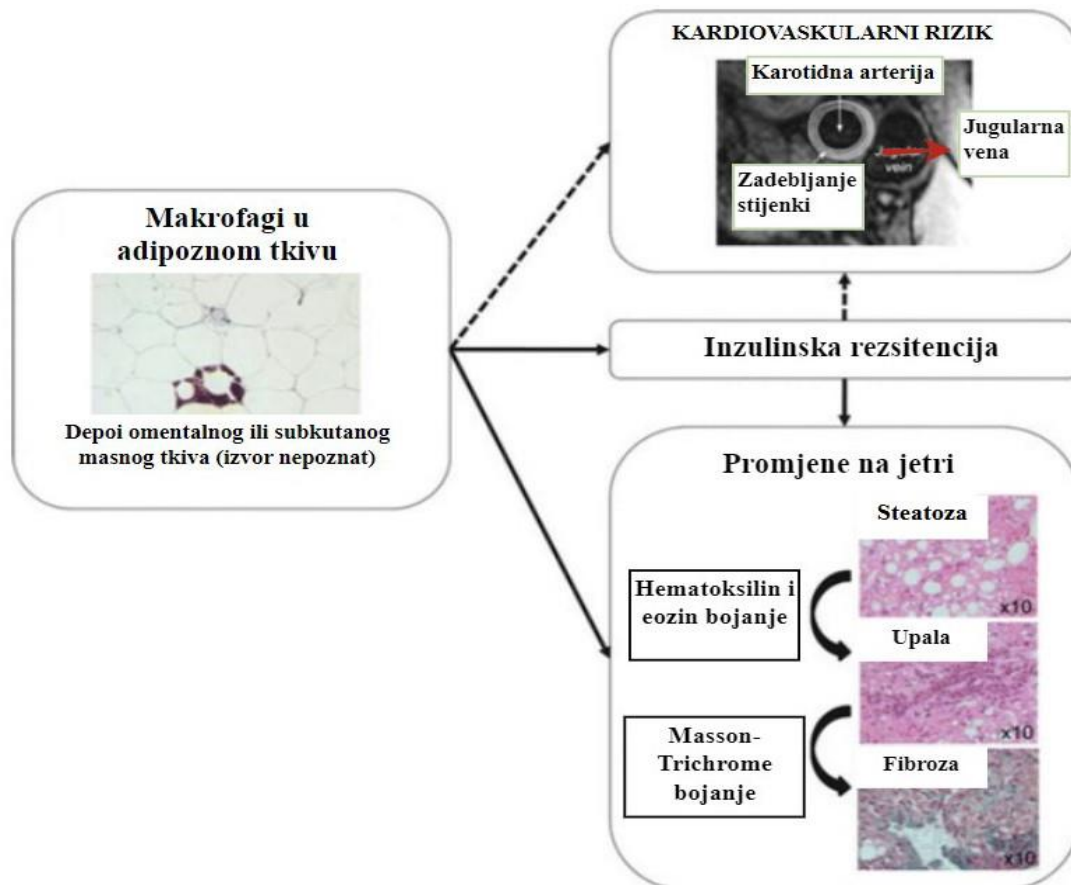 KARDIOVASKULARNI RIZIK
Karotidna arterija
Jugularna
vena
vein
Zadebljanje
stijenki
Makrofagi u
adipoznom tkivu
Depoi omentalnog ili subkutanog
masnog tkiva (izvor nepoznat)
Inzulinska rezsitencija
Promjene na jetri
Steatoza
x10
Hematoksilin i
eozin bojanje
Upala
x10
Masson-
Trichrome
bojanje
Fibroza
x10